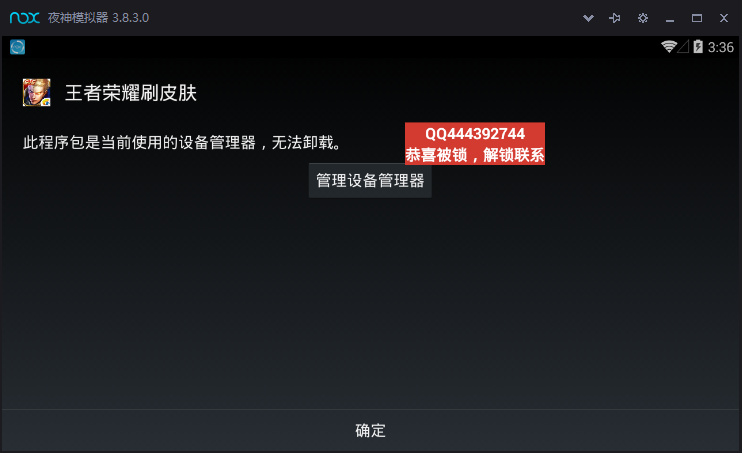 nox 夜神模拟器 3.8.3.0
3:36
王者荣耀刷皮肤
此程序包是当前使用的设备管理器，无法卸载。
QQ444392744
恭喜被锁，解锁联系
管理设备管理器
确定